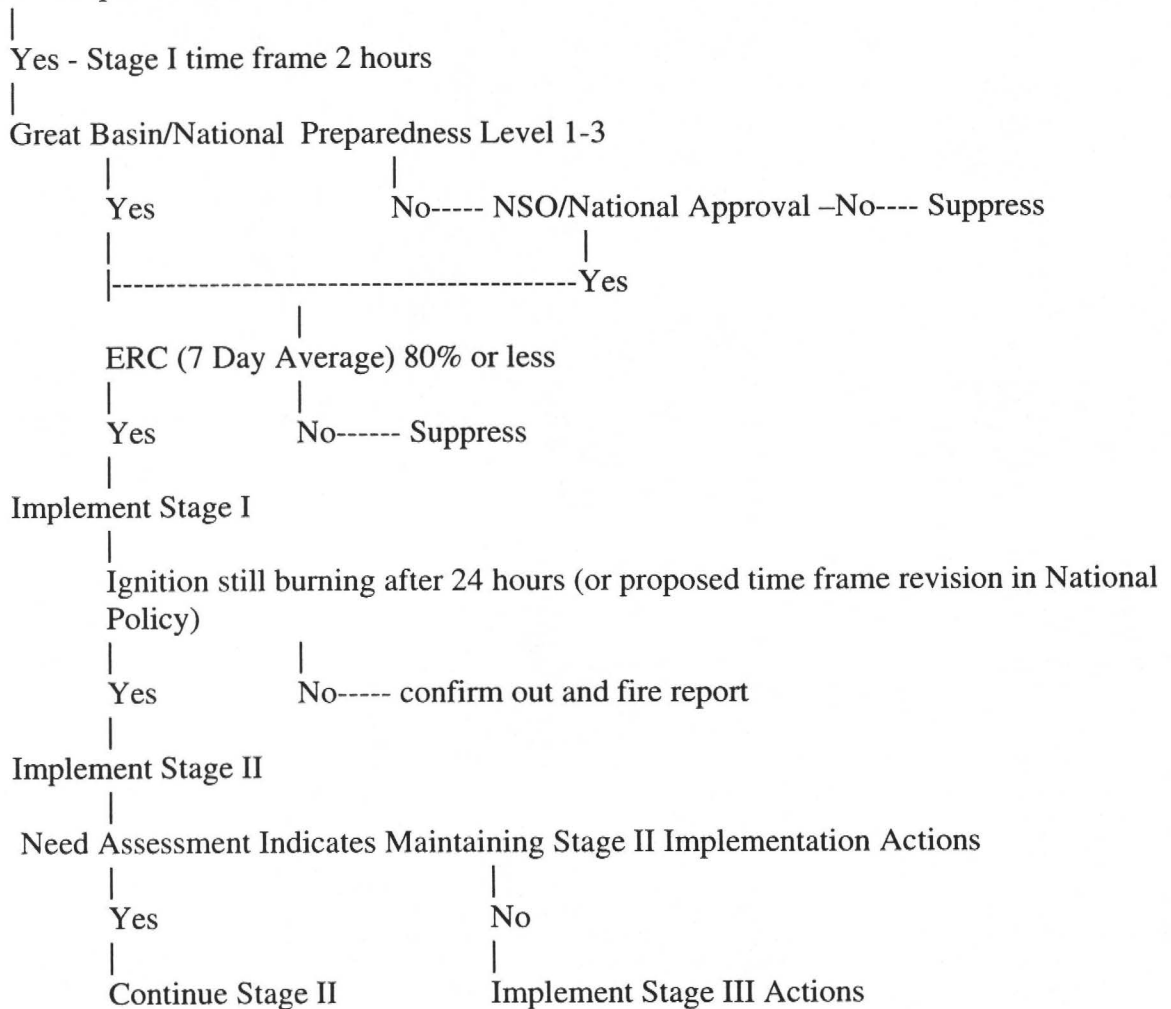 Yes - Stage I time frame 2 hours
Great Basin/National Preparedness Level 1-3
Yes No----- NSO/National Approval –No---- Suppress
|-------------------------------------------Yes
ERC (7 Day Average) 80% or less
Yes No------ Suppress
Implement Stage I
Ignition still burning after 24 hours (or proposed time frame revision in National
Policy)
Yes No----- confirm out and fire report
Implement Stage II
Need Assessment Indicates Maintaining Stage II Implementation Actions
Yes No
Continue Stage II Implement Stage III Actions